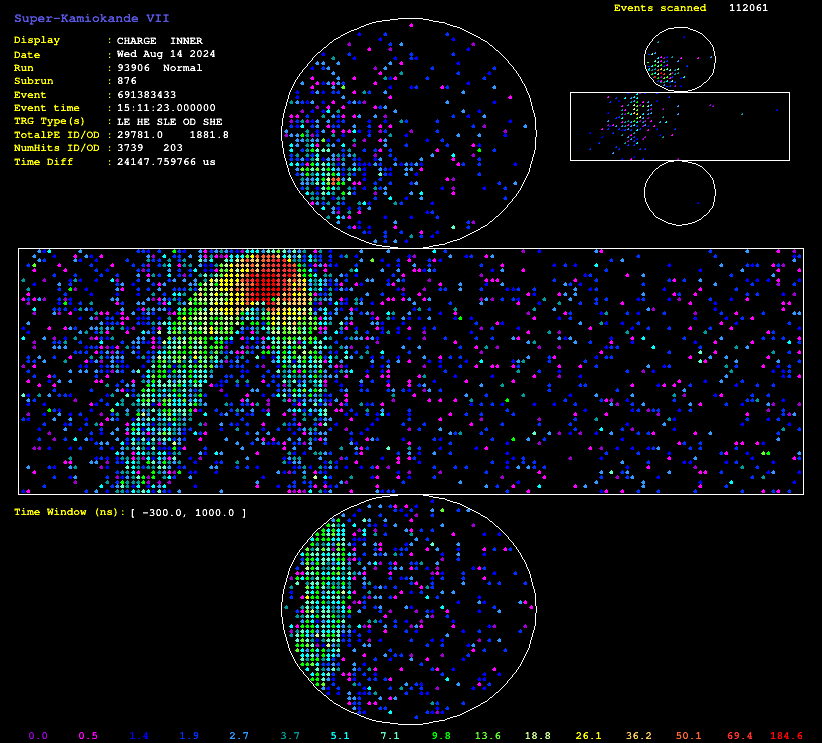 Events scanned 112061
Super-Kamiokande VII
Display : CHARGE INNER
Date : Wed Aug 14 2024
Run : 93906 Normal
Subrun : 876
Event : 691383433
Event time : 15:11:23.000000
TRG Type(s) : LE HE SLE OD SHE
TotalPE ID/OD : 29781.0 1881.8
NumHits ID/OD : 3739 203
Time Diff : 24147.759766 us
Time Window (ns): [ -300.0, 1000.0 ]
0.0 0.5 1.4 1.9 2.7 3.7 5.1 7.1 9.8 13.6 18.8 26.1 36.2 50.1 69.4 184.6